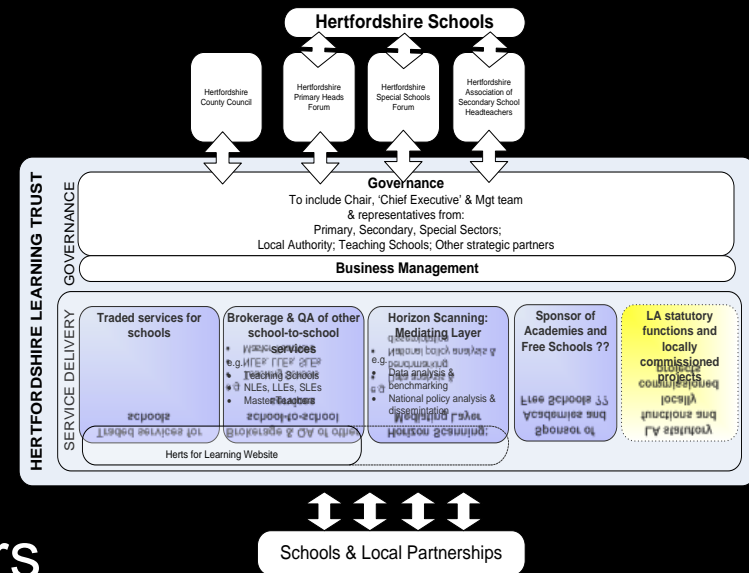 Hertfordshire Schools
Hertfordshire
County Council
Hertfordshire
Primary Heads
Forum
Hertfordshire
Special Schools
Forum
Hertfordshire
Association of
Secondary School
Headteachers
HERTFORDSHIRE LEARNING TRUST
GOVERNANCE
Governance
To include Chair, 'Chief Executive' & Mgt team
& representatives from:
Primary, Secondary, Special Sectors;
Local Authority; Teaching Schools; Other strategic partners
Business Management
SERVICE DELIVERY
Traded services for
schools
Brokerage & QA of other
school-to-school
services
e.g.
• Teaching Schools
• NLEs, LLEs, SLEs
• Master classes
Horizon Scanning:
Mediating Layer
e.g.
• Data analysis &
benchmarking
• National policy analysis &
dissemination
Sponsor of
Academies and
Free Schools ??
LA statutory
functions and
locally
commissioned
projects
Herts for Learning Website
Schools & Local Partnerships
rs